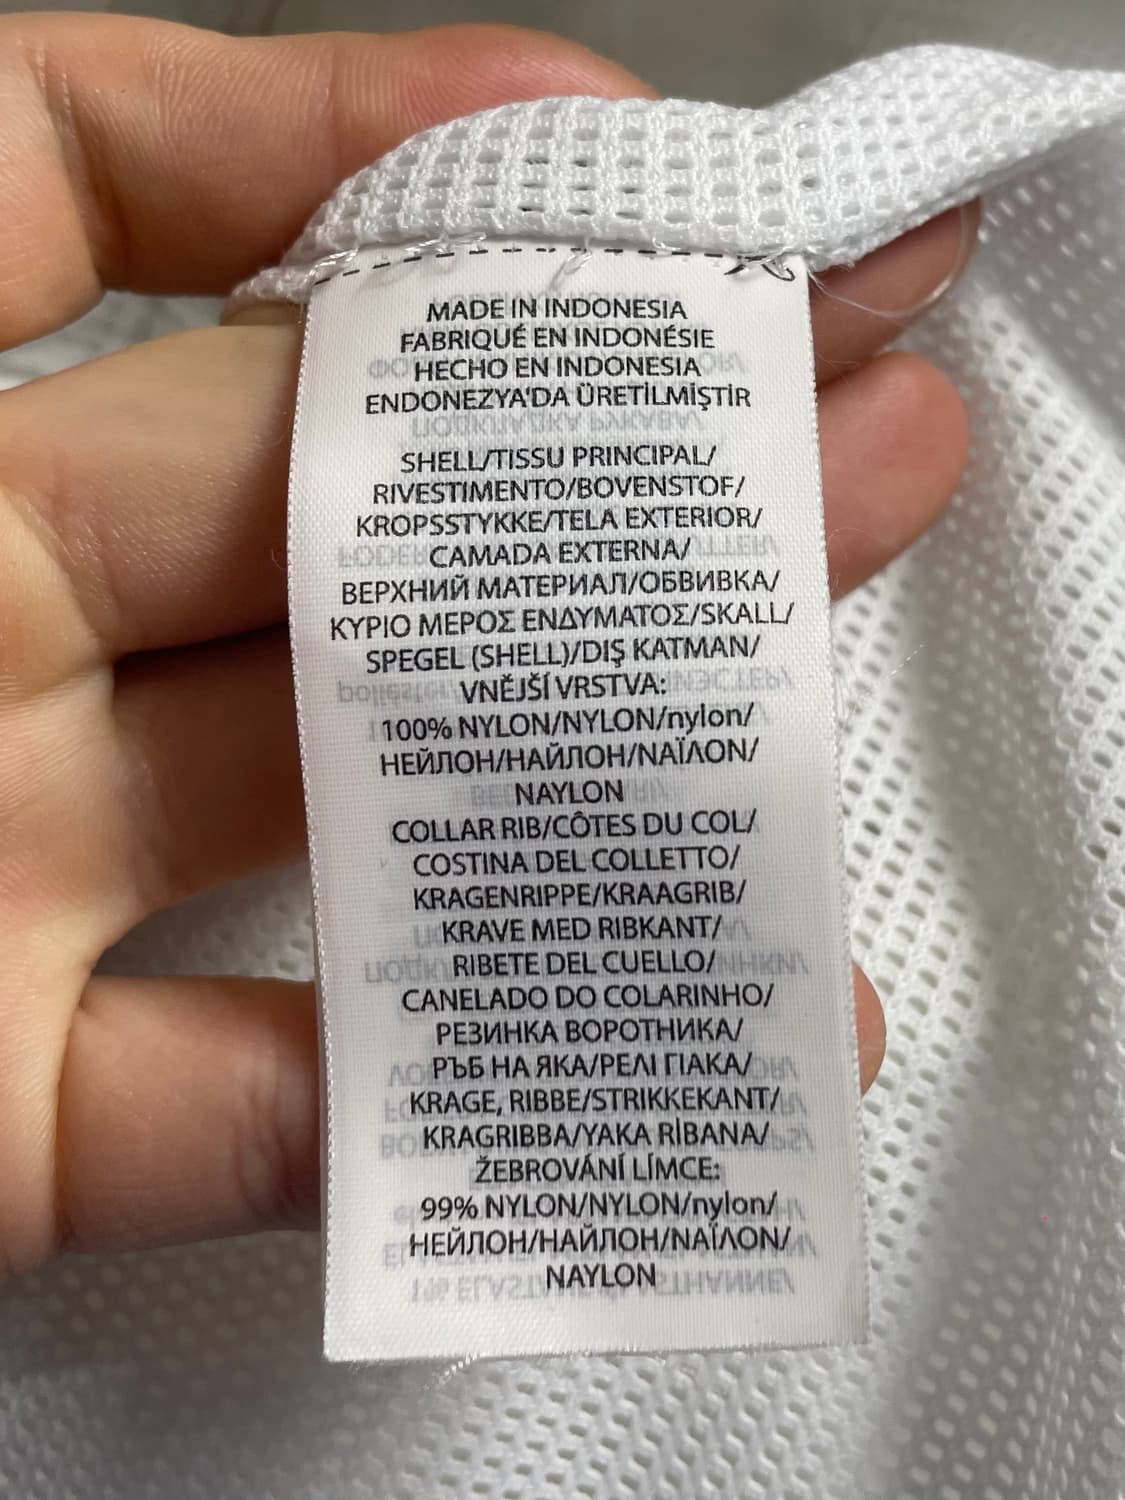 MADE IN INDONESIA
FABRIQUÉ EN INDONÉSIE
HECHO EN INDONESIA
ENDONEZYA'DA ÜRETİLMİŞTİR
SHELL/TISSU PRINCIPAL/
RIVESTIMENTO/BOVENSTOF/
KROPSSTYKKE/TELA EXTERIOR/
CAMADA EXTERNA/
ВЕРХНИЙ МАТЕРИАЛ/ОБВИВКА/
ΚΥΡΙΟ ΜΕΡΟΣ ΕΝΔΥΜΑΤΟΣ/SKALL/
SPEGEL (SHELL)/DIŞ KATMAN/
VNĚJŠÍ VRSTVA:
100% NYLON/NYLON/nylon/
НЕЙЛОН/НАЙЛОН/ΝΑΪΛΟΝ/
NAYLON
COLLAR RIB/CÔTES DU COL/
COSTINA DEL COLLETTO/
KRAGENRIPPE/KRAAGRIB/
KRAVE MED RIBKANT/
RIBETE DEL CUELLO/
CANELADO DO COLARINHO/
РЕЗИНКА ВОРОТНИКА/
РЪБ НА ЯКА/ΡΕΛΙ ΓΙΑΚΑ/
KRAGE, RIBBE/STRIKKEKANT/
KRAGRIBBA/YAKA RİBANA/
ŽEBROVÁNÍ LÍMCE:
99% NYLON/NYLON/nylon/
НЕЙЛОН/НАЙЛОН/ΝΑΪΛΟΝ/
NAYLON